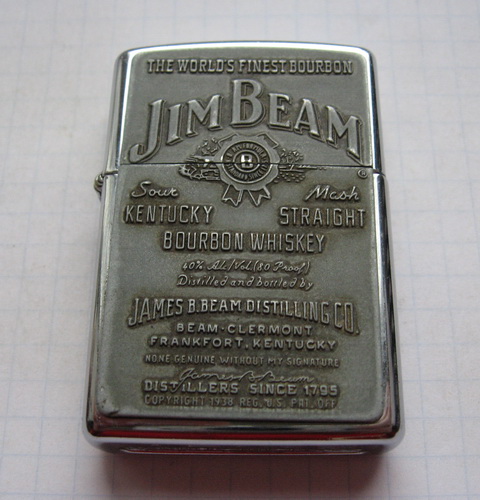 THE WORLD'S FINEST BOURBON
JIM BEAM
B
®
Sour Mash
KENTUCKY STRAIGHT
BOURBON WHISKEY
40% Alc/Vol.(80 Proof)
Distilled and bottled by
JAMES B.BEAM DISTILLING CO.
BEAM-CLERMONT
FRANKFORT, KENTUCKY
NONE GENUINE WITHOUT MY SIGNATURE
James B. Beam
DISTILLERS SINCE 1795
COPYRIGHT 1938 REG. U.S. PAT. OFF